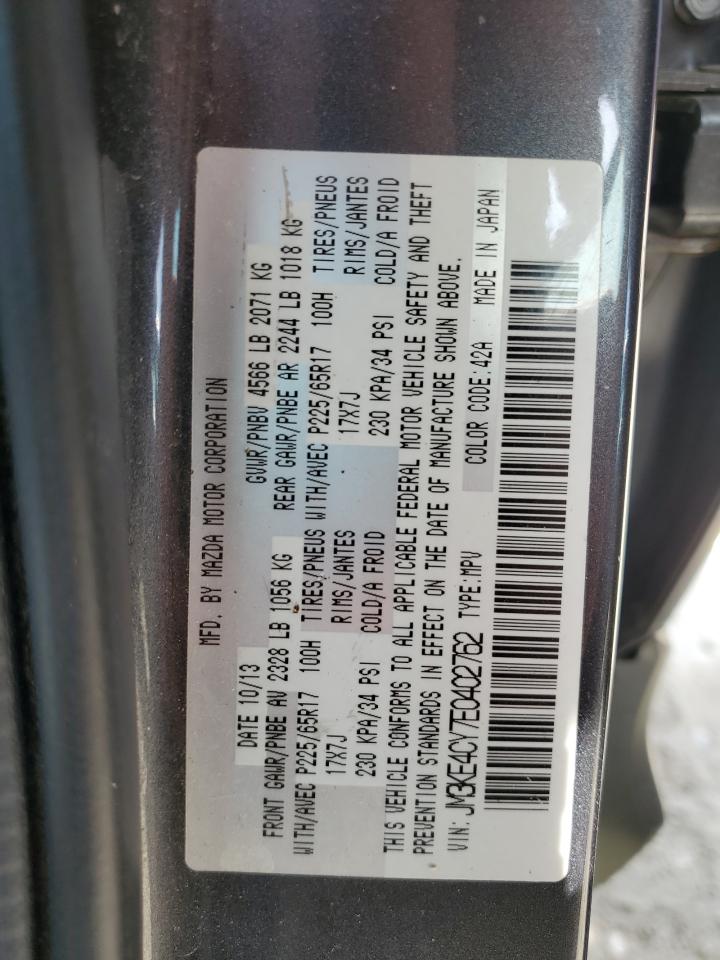 MFD. BY MAZDA MOTOR CORPORATION
DATE 10/13 GVWR/PNBV 4566 LB 2071 KG
FRONT GAWR/PNBE AV 2328 LB 1056 KG REAR GAWR/PNBE AR 2244 LB 1018 KG
WITH/AVEC P225/65R17 100H TIRES/PNEUS WITH/AVEC P225/65R17 100H TIRES/PNEUS
17X7J RIMS/JANTES 17X7J RIMS/JANTES
230 KPA/34 PSI COLD/A FROID 230 KPA/34 PSI COLD/A FROID
THIS VEHICLE CONFORMS TO ALL APPLICABLE FEDERAL MOTOR VEHICLE SAFETY AND THEFT
PREVENTION STANDARDS IN EFFECT ON THE DATE OF MANUFACTURE SHOWN ABOVE.
VIN: JM3KE4CY7E0402762 TYPE:MPV COLOR CODE:42A MADE IN JAPAN